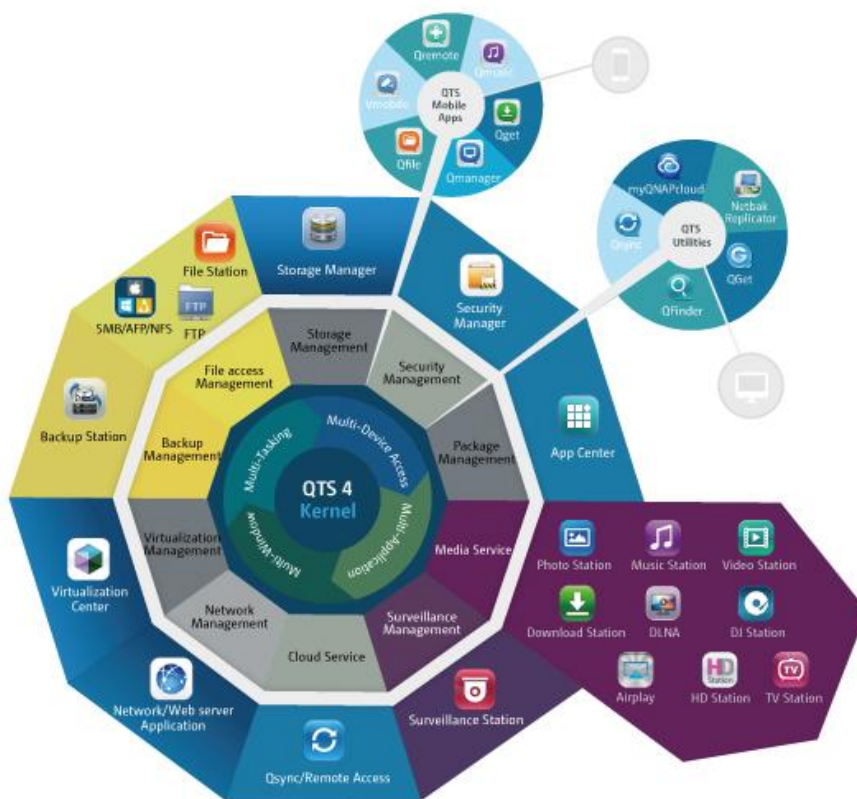 Qremote
Qmusic
Vmobile
QTS
Mobile
Apps
Qget
Qfile
Qmanager
myQNAPcloud
Netbak
Replicator
Qsync
QTS
Utilities
QGet
QFinder
File Station
Storage Manager
SMB/AFP/NFS
FTP
FTP
Security
Manager
Storage
Management
Security
Management
File access
Management
Backup Station
Backup
Management
Package
Management
App Center
Multi-Tasking
Multi-Device Access
QTS 4
Kernel
Multi-Window
Multi-Application
Virtualization
Management
Media Service
Virtualization
Center
Network
Management
Surveillance
Management
Cloud Service
Photo Station
Music Station
Video Station
Download Station
DLNA
DJ Station
Airplay
HD
Station
HD Station
TV
TV Station
Network/Web server
Application
Surveillance Station
Qsync/Remote Access